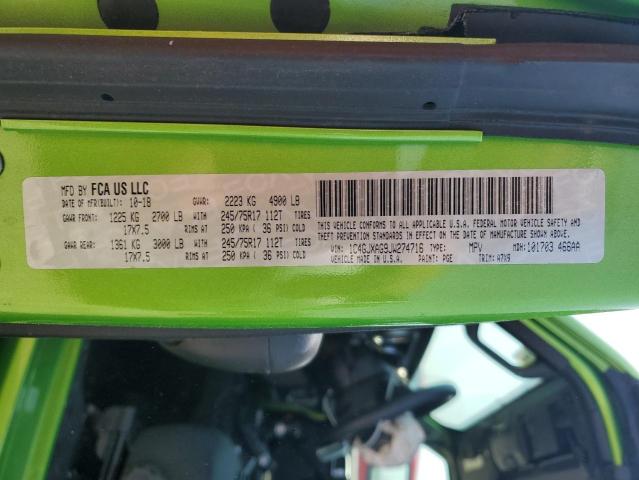 MFD BY FCA US LLC
DATE OF MFR(BUILT): 10-18 GVWR: 2223 KG 4900 LB
GAWR FRONT: 1225 KG 2700 LB WITH 245/75R17 112T TIRES
17X7.5 RIMS AT 250 KPA ( 36 PSI) COLD
GAWR REAR: 1361 KG 3000 LB WITH 245/75R17 112T TIRES
17X7.5 RIMS AT 250 KPA ( 36 PSI) COLD
THIS VEHICLE CONFORMS TO ALL APPLICABLE U.S.A. FEDERAL MOTOR VEHICLE SAFETY AND
THEFT PREVENTION STANDARDS IN EFFECT ON THE DATE OF MANUFACTURE SHOWN ABOVE.
VIN: 1C4GJXAG9JW274716 MPV MDH: 101703 466AA
VEHICLE MADE IN U.S.A. PAINT: PGE TRIM: A7X9